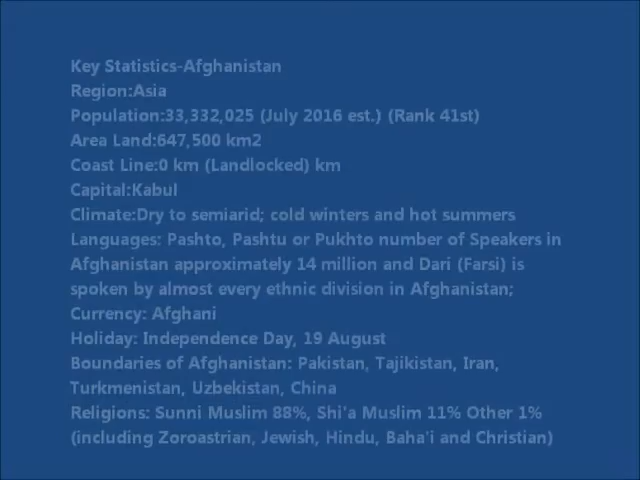 Key Statistics-Afghanistan
Region:Asia
Population:33,332,025 (July 2016 est.) (Rank 41st)
Area Land:647,500 km2
Coast Line:0 km (Landlocked) km
Capital:Kabul
Climate:Dry to semiarid; cold winters and hot summers
Languages: Pashto, Pashtu or Pukhto number of Speakers in
Afghanistan approximately 14 million and Dari (Farsi) is
spoken by almost every ethnic division in Afghanistan;
Currency: Afghani
Holiday: Independence Day, 19 August
Boundaries of Afghanistan: Pakistan, Tajikistan, Iran,
Turkmenistan, Uzbekistan, China
Religions: Sunni Muslim 88%, Shi'a Muslim 11% Other 1%
(including Zoroastrian, Jewish, Hindu, Baha'i and Christian)